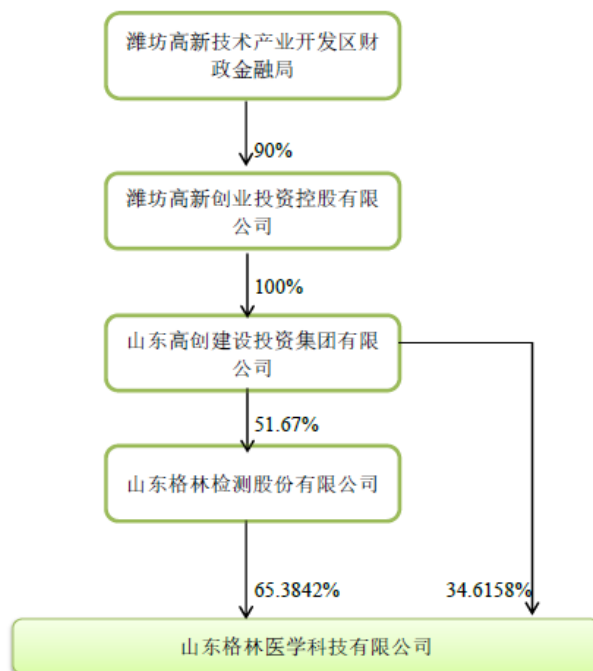 潍坊高新技术产业开发区财
政金融局
90%
潍坊高新创业投资控股有限
公司
100%
山东高创建设投资集团有限
公司
51.67%
山东格林检测股份有限公司
65.3842%
34.6158%
山东格林医学科技有限公司